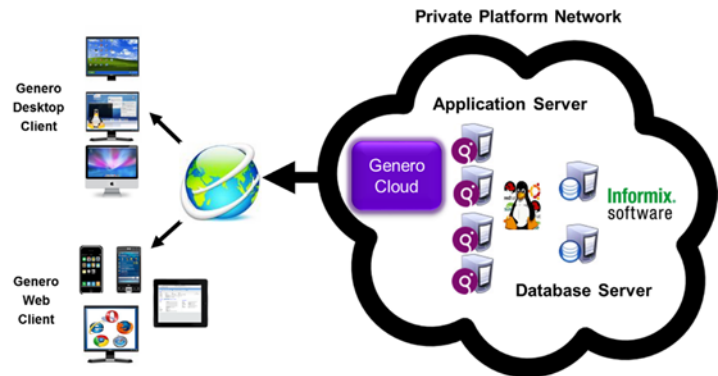 Private Platform Network
Genero
Desktop
Client
Application Server
Genero
Cloud
Informix.
software
Genero
Web
Client
Database Server